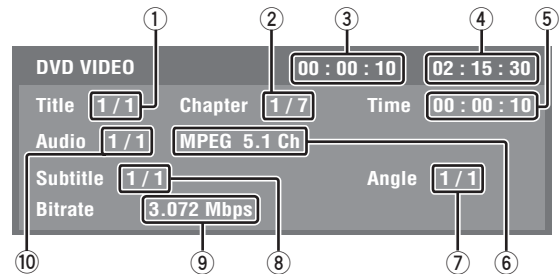 ① ② ③ ④ ⑤
DVD VIDEO 00 : 00 : 10 02 : 15 : 30
Title 1 / 1 Chapter 1 / 7 Time 00 : 00 : 10
Audio 1 / 1 MPEG 5.1 Ch
Subtitle 1 / 1 Angle 1 / 1
Bitrate 3.072 Mbps
⑩ ⑨ ⑧ ⑦ ⑥